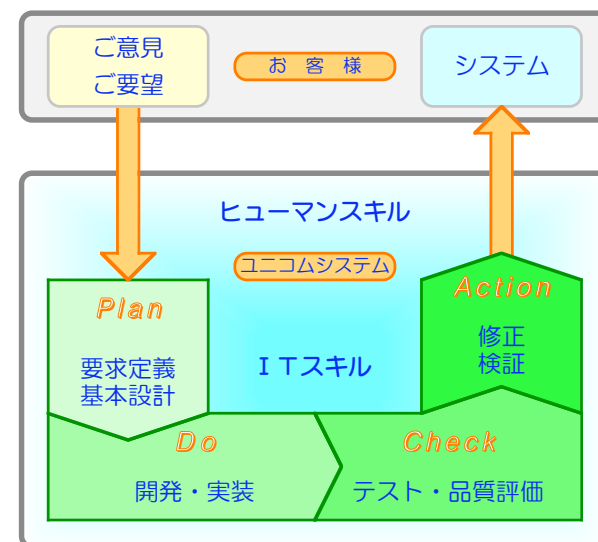 ご意見
ご要望
お客様
システム
ヒューマンスキル
ユニコムシステム
Plan
要求定義
基本設計
ITスキル
Action
修正
検証
Do
開発・実装
Check
テスト・品質評価